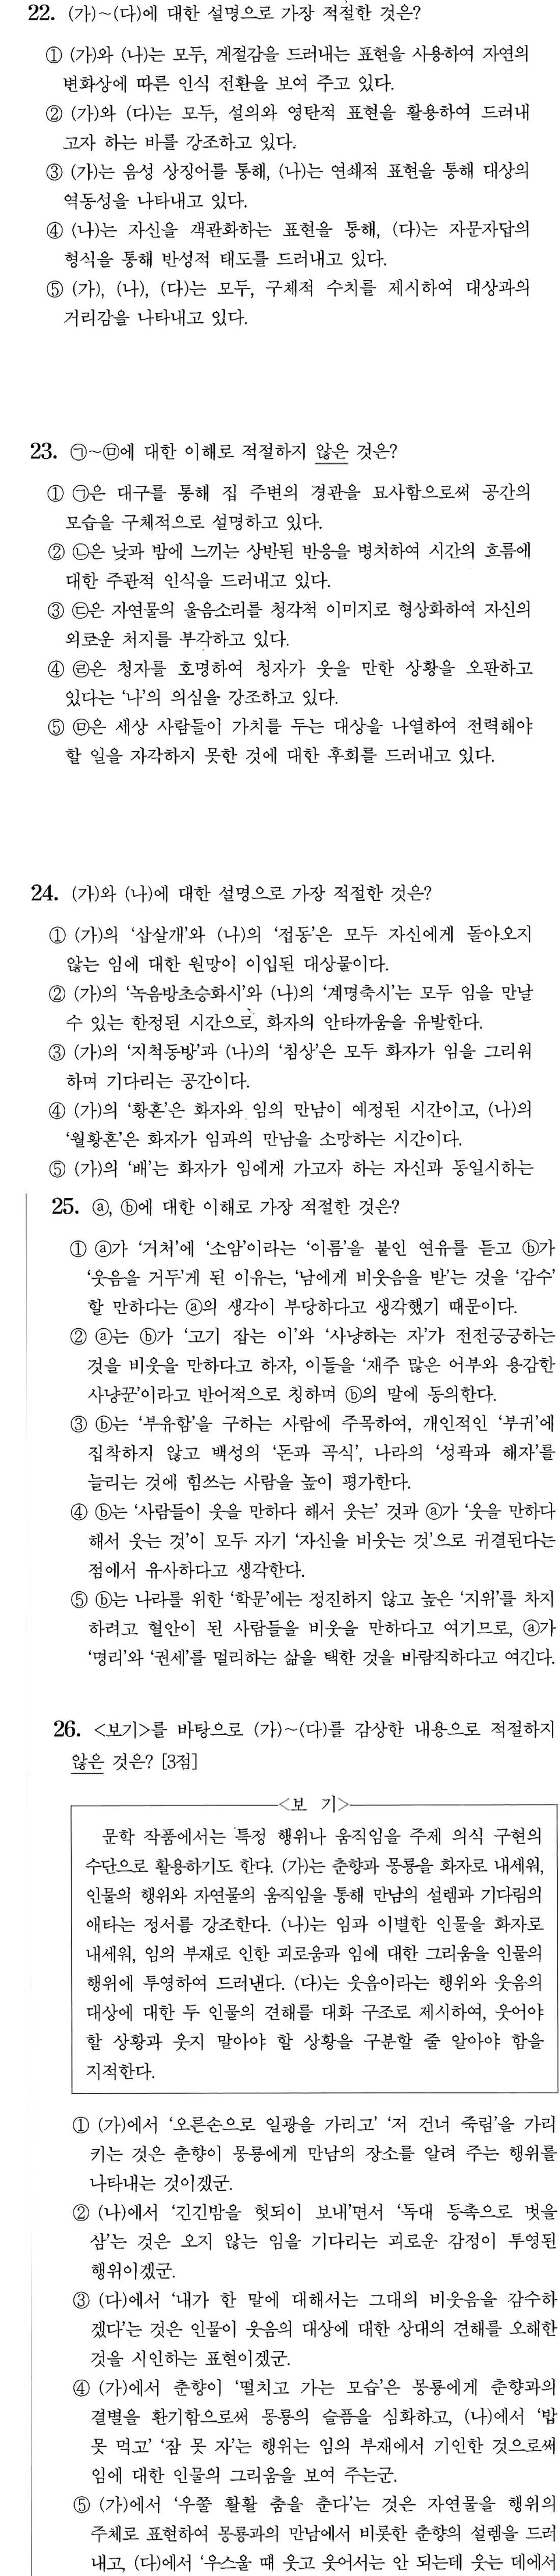 22. (가)~(다)에 대한 설명으로 가장 적절한 것은?
① (가)와 (나)는 모두, 계절감을 드러내는 표현을 사용하여 자연의
변화상에 따른 인식 전환을 보여 주고 있다.
② (가)와 (다)는 모두, 설의와 영탄적 표현을 활용하여 드러내
고자 하는 바를 강조하고 있다.
③ (가)는 음성 상징어를 통해, (나)는 연쇄적 표현을 통해 대상의
역동성을 나타내고 있다.
④ (나)는 자신을 객관화하는 표현을 통해, (다)는 자문자답의
형식을 통해 반성적 태도를 드러내고 있다.
⑤ (가), (나), (다)는 모두, 구체적 수치를 제시하여 대상과의
거리감을 나타내고 있다.
23. ㉠~㉤에 대한 이해로 적절하지 않은 것은?
① ㉠은 대구를 통해 집 주변의 경관을 묘사함으로써 공간의
모습을 구체적으로 설명하고 있다.
② ㉡은 낮과 밤에 느끼는 상반된 반응을 병치하여 시간의 흐름에
대한 주관적 인식을 드러내고 있다.
③ ㉢은 자연물의 울음소리를 청각적 이미지로 형상화하여 자신의
외로운 처지를 부각하고 있다.
④ ㉣은 청자를 호명하여 청자가 웃을 만한 상황을 오판하고
있다는 '나'의 의심을 강조하고 있다.
⑤ ㉤은 세상 사람들이 가치를 두는 대상을 나열하여 전력해야
할 일을 자각하지 못한 것에 대한 후회를 드러내고 있다.
24. (가)와 (나)에 대한 설명으로 가장 적절한 것은?
① (가)의 '삽살개'와 (나)의 '접동'은 모두 자신에게 돌아오지
않는 임에 대한 원망이 이입된 대상물이다.
② (가)의 '녹음방초승화시'와 (나)의 '계명축시'는 모두 임을 만날
수 있는 한정된 시간으로, 화자의 안타까움을 유발한다.
③ (가)의 '지척동방'과 (나)의 '침상'은 모두 화자가 임을 그리워
하며 기다리는 공간이다.
④ (가)의 '황혼'은 화자와 임의 만남이 예정된 시간이고, (나)의
'월황혼'은 화자가 임과의 만남을 소망하는 시간이다.
⑤ (가)의 '배'는 화자가 임에게 가고자 하는 자신과 동일시하는
25. ⓐ, ⓑ에 대한 이해로 가장 적절한 것은?
① ⓐ가 '거처'에 '소암'이라는 '이름'을 붙인 연유를 듣고 ⓑ가
'웃음을 거두'게 된 이유는, '남에게 비웃음을 받'는 것을 '감수'
할 만하다는 ⓐ의 생각이 부당하다고 생각했기 때문이다.
② ⓐ는 ⓑ가 '고기 잡는 이'와 '사냥하는 자'가 전전긍긍하는
것을 비웃을 만하다고 하자, 이들을 '재주 많은 어부와 용감한
사냥꾼'이라고 반어적으로 칭하며 ⓑ의 말에 동의한다.
③ ⓑ는 '부유함'을 구하는 사람에 주목하여, 개인적인 '부귀'에
집착하지 않고 백성의 '돈과 곡식', 나라의 '성곽과 해자'를
늘리는 것에 힘쓰는 사람을 높이 평가한다.
④ ⓑ는 '사람들이 웃을 만하다 해서 웃는' 것과 ⓐ가 '웃을 만하다
해서 웃는 것'이 모두 자기 '자신을 비웃는 것'으로 귀결된다는
점에서 유사하다고 생각한다.
⑤ ⓑ는 나라를 위한 '학문'에는 정진하지 않고 높은 '지위'를 차지
하려고 혈안이 된 사람들을 비웃을 만하다고 여기므로, ⓐ가
'명리'와 '권세'를 멀리하는 삶을 택한 것을 바람직하다고 여긴다.
26. <보기>를 바탕으로 (가)~(다)를 감상한 내용으로 적절하지
않은 것은? [3점]
<보 기>
문학 작품에서는 특정 행위나 움직임을 주제 의식 구현의
수단으로 활용하기도 한다. (가)는 춘향과 몽룡을 화자로 내세워,
인물의 행위와 자연물의 움직임을 통해 만남의 설렘과 기다림의
애타는 정서를 강조한다. (나)는 임과 이별한 인물을 화자로
내세워, 임의 부재로 인한 괴로움과 임에 대한 그리움을 인물의
행위에 투영하여 드러낸다. (다)는 웃음이라는 행위와 웃음의
대상에 대한 두 인물의 견해를 대화 구조로 제시하여, 웃어야
할 상황과 웃지 말아야 할 상황을 구분할 줄 알아야 함을
지적한다.
① (가)에서 '오른손으로 일광을 가리고' '저 건너 죽림'을 가리
키는 것은 춘향이 몽룡에게 만남의 장소를 알려 주는 행위를
나타내는 것이겠군.
② (나)에서 '긴긴밤을 헛되이 보내'면서 '독대 등촉으로 벗을
삼'는 것은 오지 않는 임을 기다리는 괴로운 감정이 투영된
행위이겠군.
③ (다)에서 '내가 한 말에 대해서는 그대의 비웃음을 감수하
겠다'는 것은 인물이 웃음의 대상에 대한 상대의 견해를 오해한
것을 시인하는 표현이겠군.
④ (가)에서 춘향이 '떨치고 가는 모습'은 몽룡에게 춘향과의
결별을 환기함으로써 몽룡의 슬픔을 심화하고, (나)에서 '밥
못 먹고' '잠 못 자'는 행위는 임의 부재에서 기인한 것으로써
임에 대한 인물의 그리움을 보여 주는군.
⑤ (가)에서 '우쭐 활활 춤을 춘다'는 것은 자연물을 행위의
주체로 표현하여 몽룡과의 만남에서 비롯한 춘향의 설렘을 드러
내고, (다)에서 '우스울 때 웃고 웃어서는 안 되는데 웃는 데에서